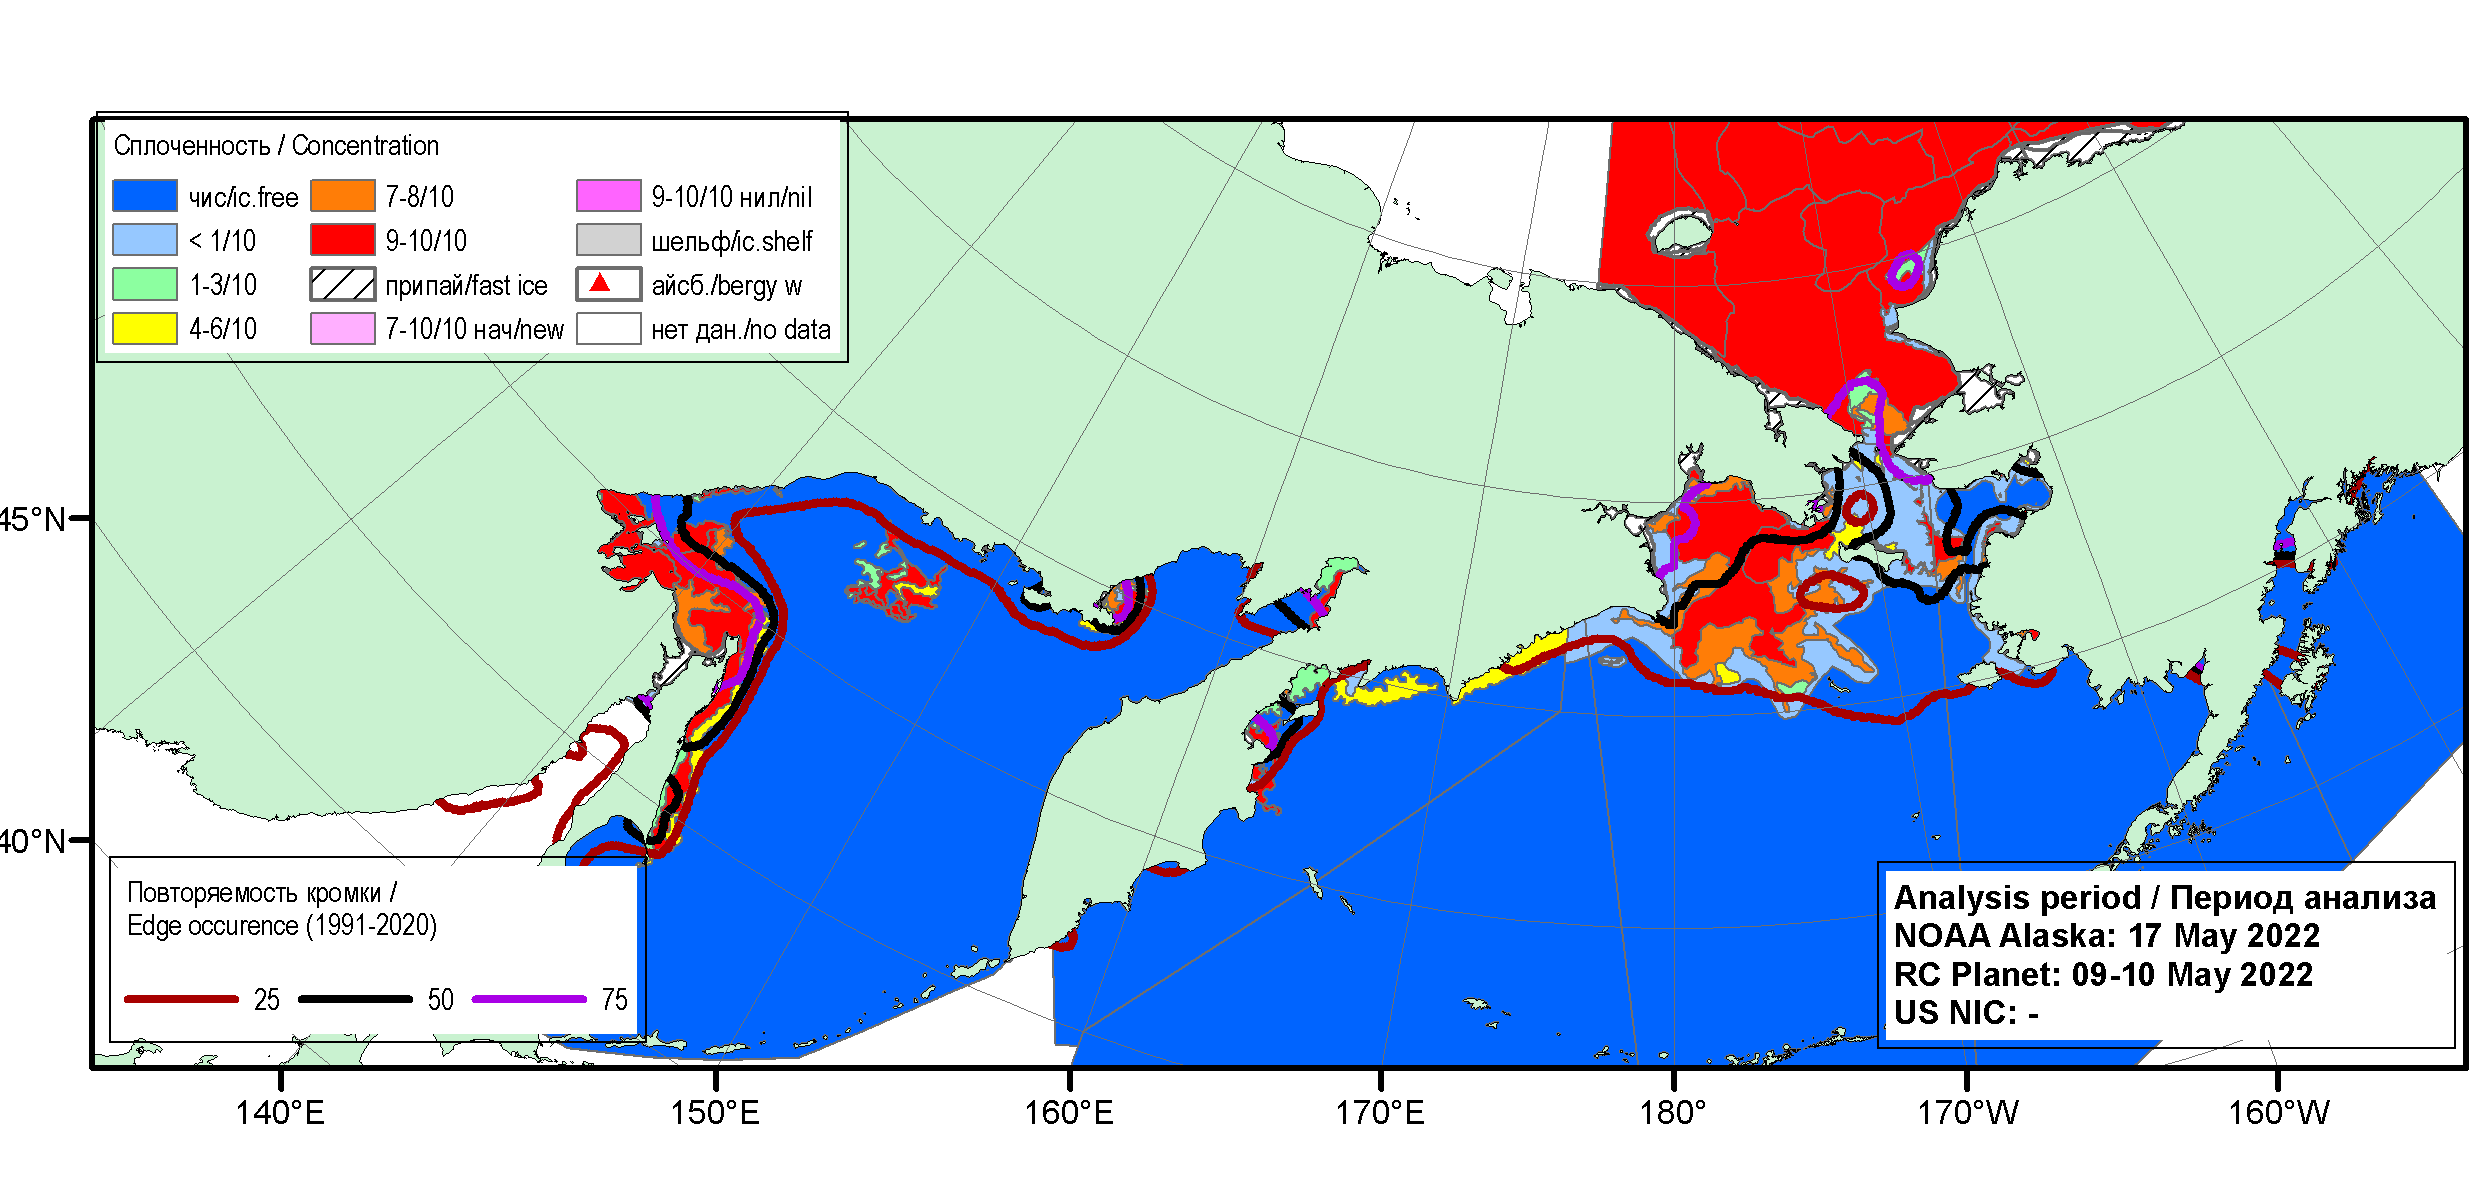 Сплоченность / Concentration
чис/ic.free
7-8/10
9-10/10 нил/nil
< 1/10
9-10/10
шельф/ic.shelf
1-3/10
припай/fast ice
айсб./bergy w
4-6/10
7-10/10 нач/new
нет дан./no data
45°N
40°N
Повторяемость кромки /
Edge occurence (1991-2020)
25
50
75
Analysis period / Период анализа
NOAA Alaska: 17 May 2022
RC Planet: 09-10 May 2022
US NIC: -
140°E
150°E
160°E
170°E
180°
170°W
160°W